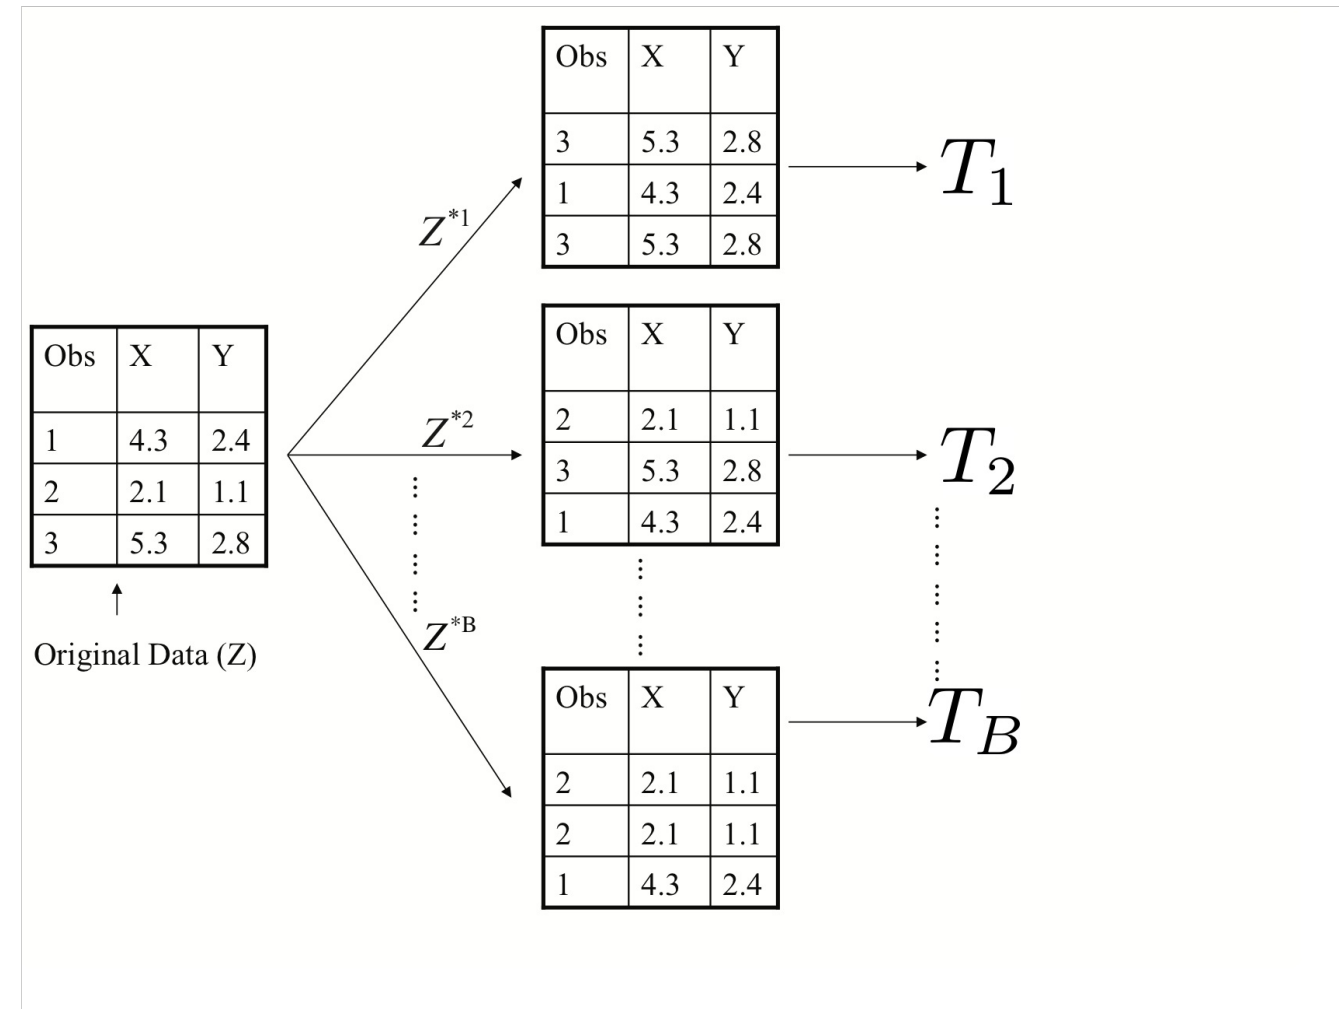 Obs X Y
1 4.3 2.4
2 2.1 1.1
3 5.3 2.8
Original Data (Z)
Z*1
Z*2
Z*B
Obs X Y
3 5.3 2.8
1 4.3 2.4
3 5.3 2.8
T1
Obs X Y
2 2.1 1.1
3 5.3 2.8
1 4.3 2.4
T2
Obs X Y
2 2.1 1.1
2 2.1 1.1
1 4.3 2.4
TB